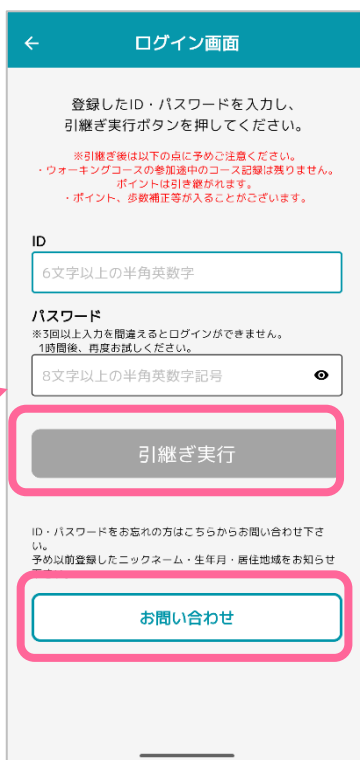 ログイン画面
登録したID・パスワードを入力し、
引継ぎ実行ボタンを押してください。
※引継ぎ後は以下の点に予めご注意ください。
・ウォーキングコースの参加途中のコース記録は残りません。
ポイントは引き継がれます。
・ポイント、歩数補正等が入ることがございます。
ID
6文字以上の半角英数字
パスワード
※3回以上入力を間違えるとログインができません。
1時間後、再度お試しください。
8文字以上の半角英数字記号
引継ぎ実行
ID・パスワードをお忘れの方はこちらからお問い合わせ下さ
い。
予め以前登録したニックネーム・生年月・居住地域をお知らせ
お問い合わせ